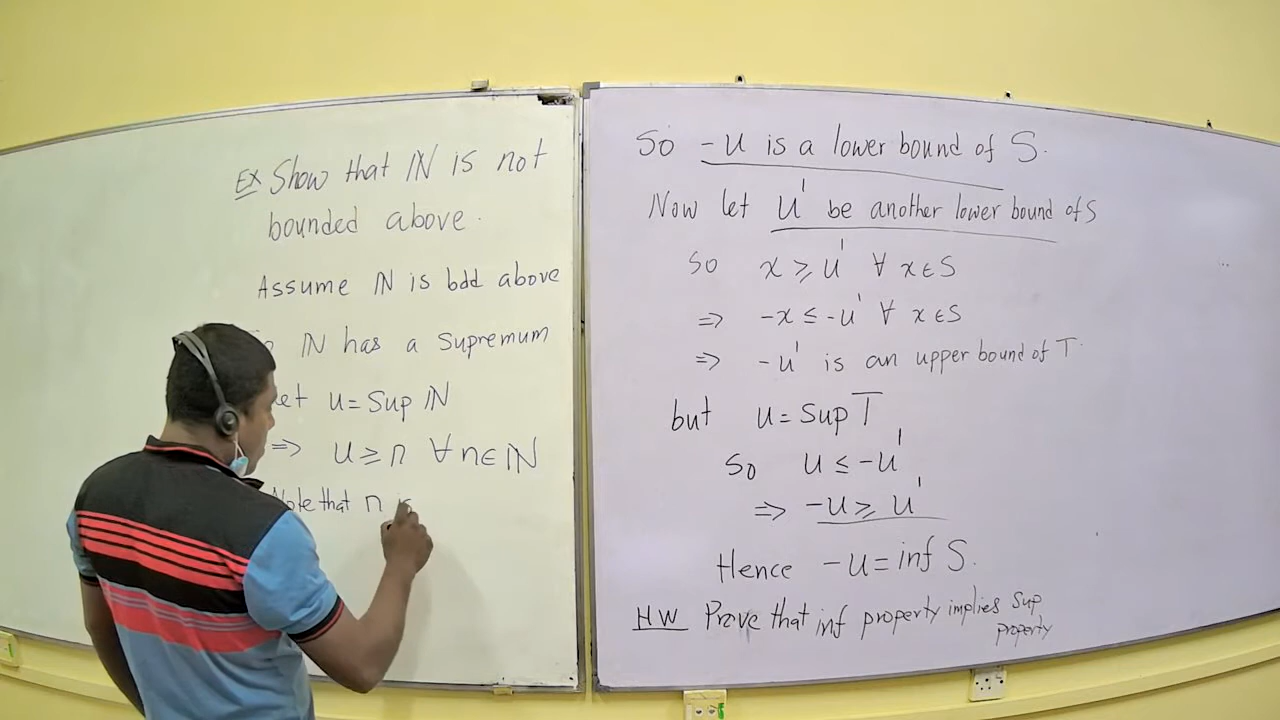 Ex Show that ℕ is not
bounded above.
Assume ℕ is bdd above
ℕ has a supremum
u = Sup ℕ
⇒ u ≥ n ∀ n ∈ ℕ
Note that n is
So -u is a lower bound of S.
Now let u' be another lower bound of S
So x ≥ u' ∀ x ∈ S
⇒ -x ≤ -u' ∀ x ∈ S
⇒ -u' is an upper bound of T.
but u = Sup T
So u ≤ -u'
⇒ -u ≥ u'
Hence -u = inf S.
HW Prove that inf property implies Sup
property